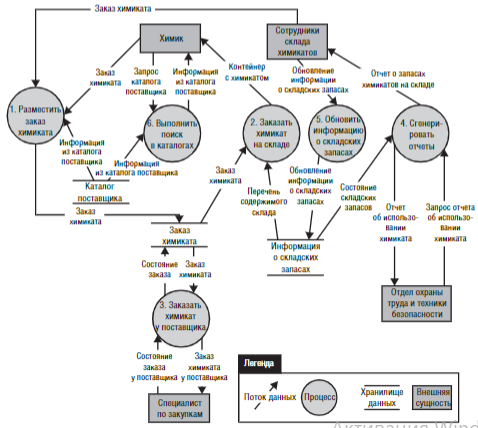 Заказ химиката
Химик
Сотрудники
склада
химикатов
Заказ
химиката
Запрос
каталога
поставщика
Информация
из каталога
поставщика
Контейнер
с химикатом
Обновление
информации
о складских запасах
Отчет о запасах
химикатов на складе
1. Разместить
заказ
химиката
6. Выполнить
поиск
в каталогах
2. Заказать
химикат
на складе
5. Обновить
информацию
о складских
запасах
4. Сгенери-
ровать
отчеты
Информация
из каталога
поставщика
Информация
из каталога поставщика
Каталог
поставщика
Заказ
химиката
Заказ
химиката
Перечень
содержимого
склада
Обновление
информации
о складских
запасах
Состояние
складских
запасов
Отчет
об использо-
вании
химиката
Запрос отчета
об использо-
вании
химиката
Заказ
химиката
Информация
о складских
запасах
Состояние
заказа
Заказ
химиката
Отдел охраны
труда и техники
безопасности
3. Заказать
химикат
у поставщика
Состояние
заказа
у поставщика
Заказ
химиката
у поставщика
Специалист
по закупкам
Легенда
Поток данных
Процесс
Хранилище
данных
Внешняя
сущность
Активация Wind